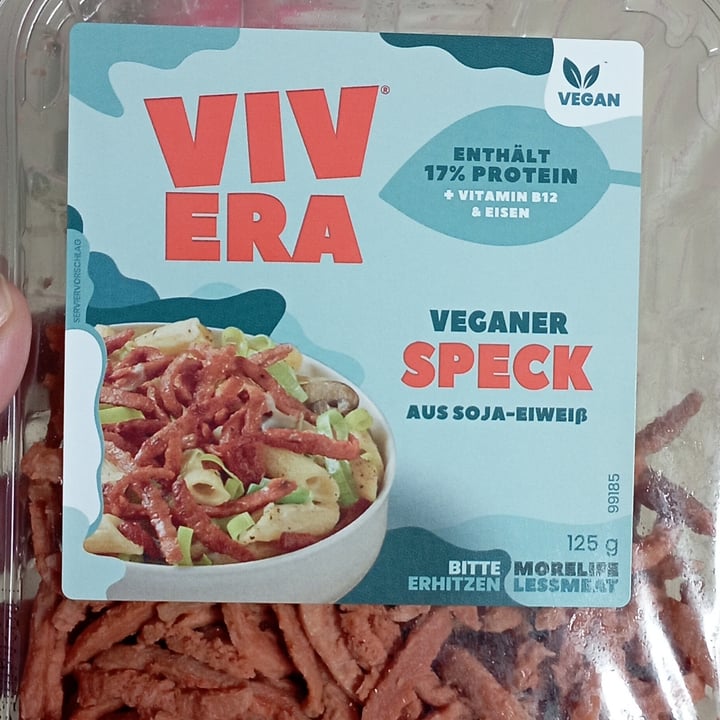 VIV
ERA®
VEGAN™
ENTHÄLT
17% PROTEIN
+ VITAMIN B12
& EISEN
SERVIERVORSCHLAG
VEGANER
SPECK
AUS SOJA-EIWEIß
99185
125 g
BITTE
ERHITZEN
MORELIFE
LESSMEAT